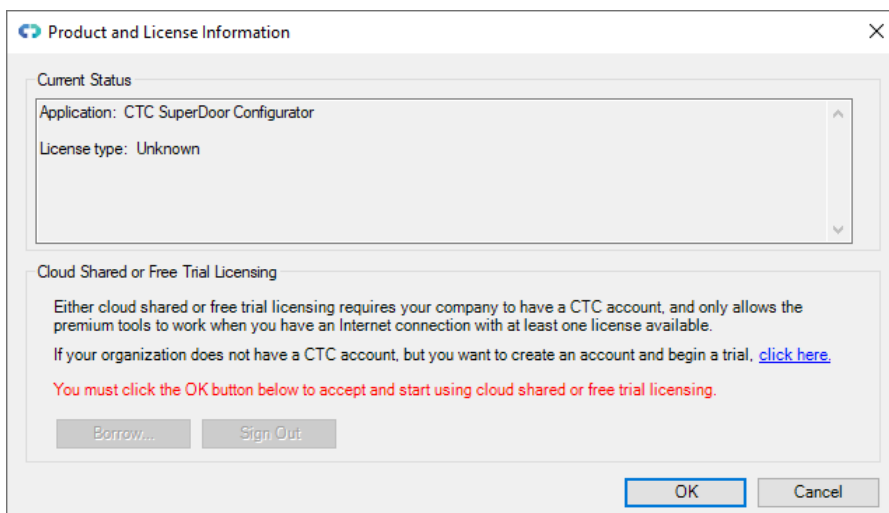 Product and License Information
Current Status
Application: CTC SuperDoor Configurator
License type: Unknown
Cloud Shared or Free Trial Licensing
Either cloud shared or free trial licensing requires your company to have a CTC account, and only allows the
premium tools to work when you have an Internet connection with at least one license available.
If your organization does not have a CTC account, but you want to create an account and begin a trial, click here.
You must click the OK button below to accept and start using cloud shared or free trial licensing.
Borrow... Sign Out
OK Cancel